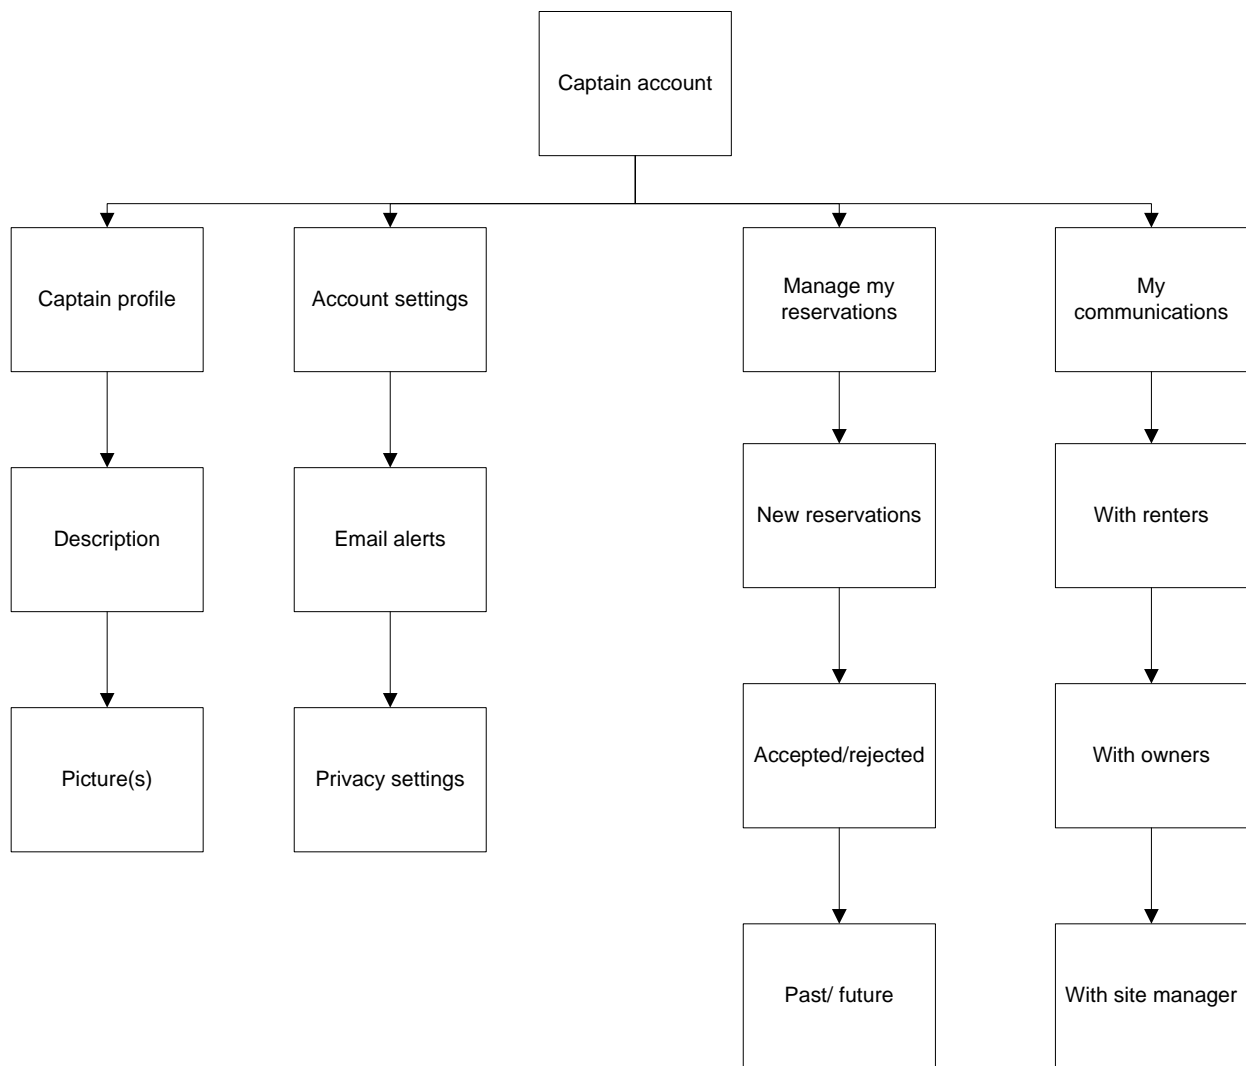 Captain account
Captain profile
Account settings
Manage my
reservations
My
communications
Description
Email alerts
New reservations
With renters
Picture(s)
Privacy settings
Accepted/rejected
With owners
Past/ future
With site manager